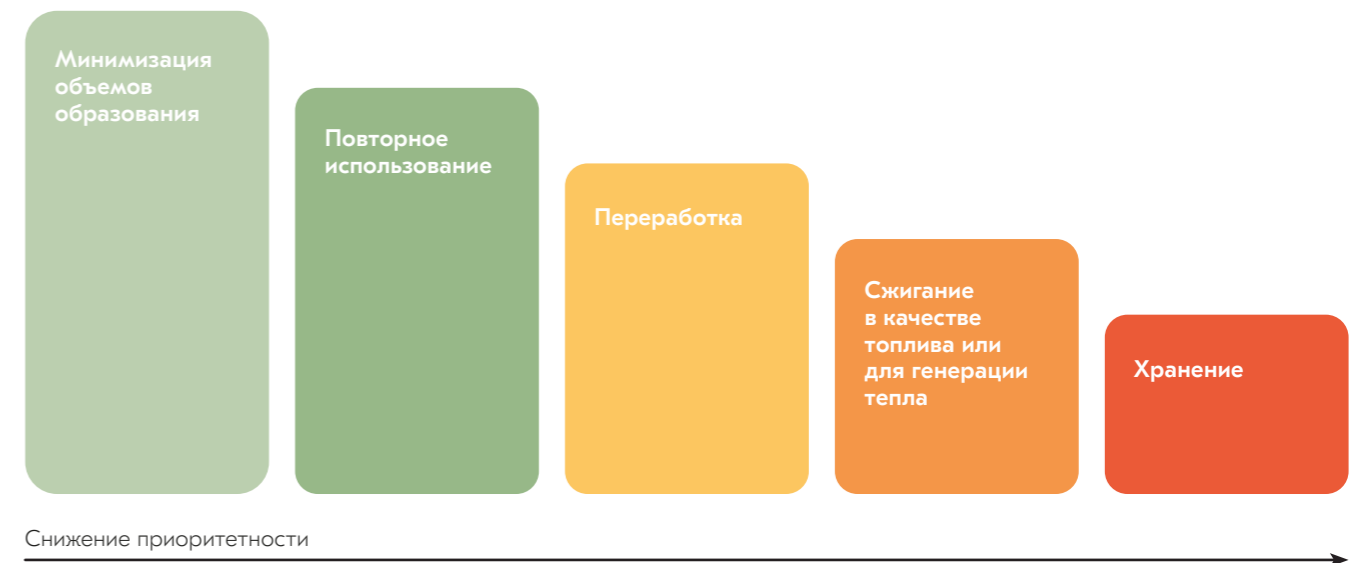 Минимизация
объемов
образования
Повторное
использование
Переработка
Сжигание
в качестве
топлива или
для генерации
тепла
Хранение
Снижение приоритетности